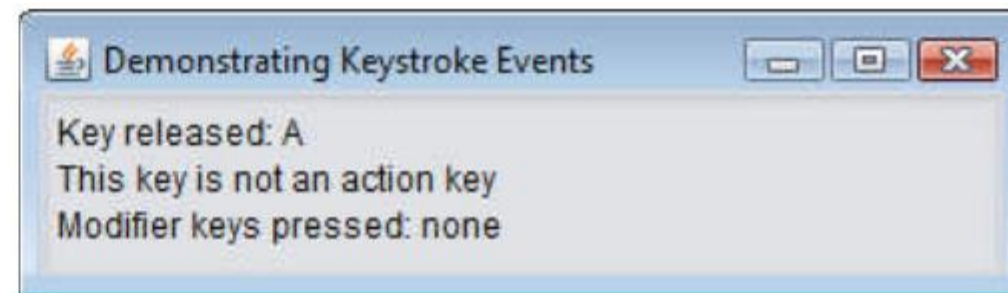 Demonstrating Keystroke Events
Key released: A
This key is not an action key
Modifier keys pressed: none